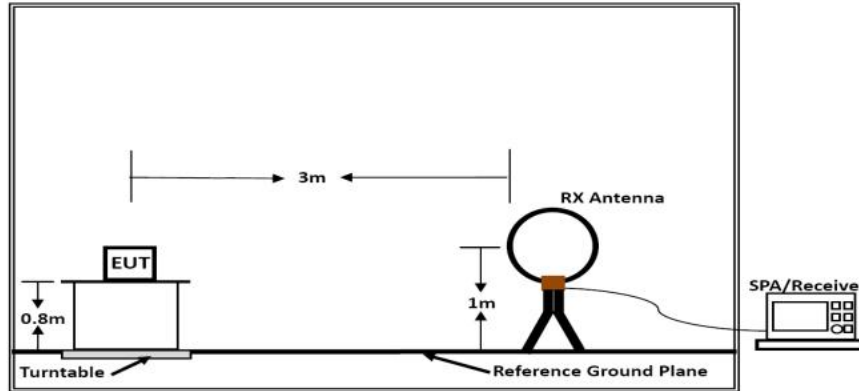 3m
RX Antenna
EUT
SPA/Receive
0.8m
1m
Turntable
Reference Ground Plane